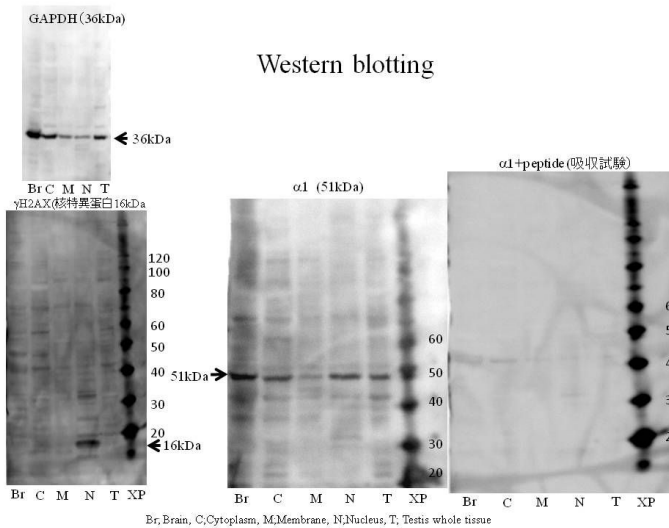 GAPDH(36kDa)
Western blotting
36kDa
Br C M N T
γH2AX(核特異蛋白16kDa
120
100
80
60
50
40
30
20
16kDa
Br C M N T XP
α1 (51kDa)
51kDa
60
50
40
30
20
Br C M N T XP
α1+peptide(吸収試験)
Br C M N T XP
Br; Brain, C;Cytoplasm, M;Membrane, N;Nucleus, T; Testis whole tissue